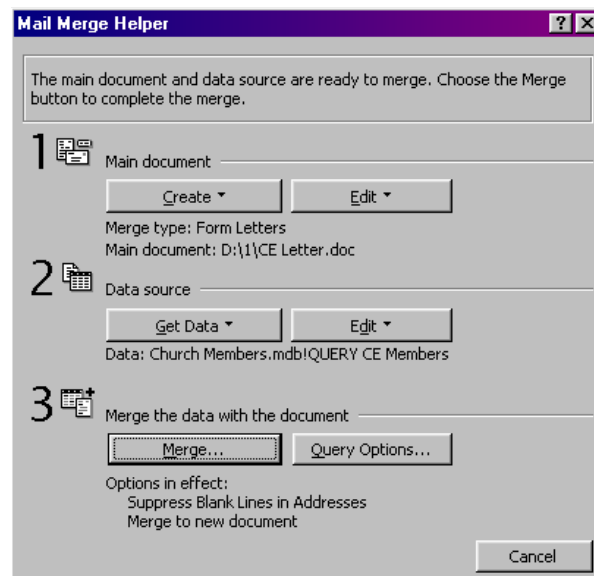 Mail Merge Helper
The main document and data source are ready to merge. Choose the Merge
button to complete the merge.
1
Main document
Create
Edit
Merge type: Form Letters
Main document: D:\1\CE Letter.doc
2
Data source
Get Data
Edit
Data: Church Members.mdb!QUERY CE Members
3
Merge the data with the document
Merge...
Query Options...
Options in effect:
Suppress Blank Lines in Addresses
Merge to new document
Cancel